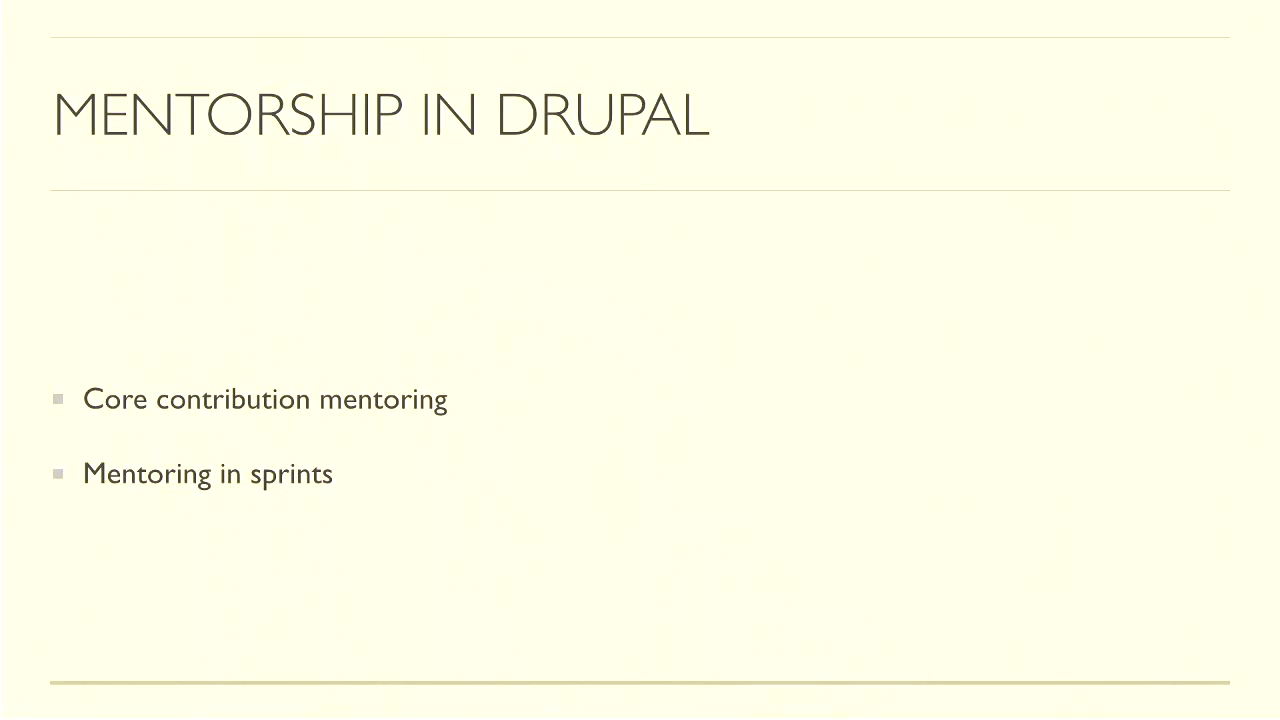 MENTORSHIP IN DRUPAL
Core contribution mentoring
Mentoring in sprints